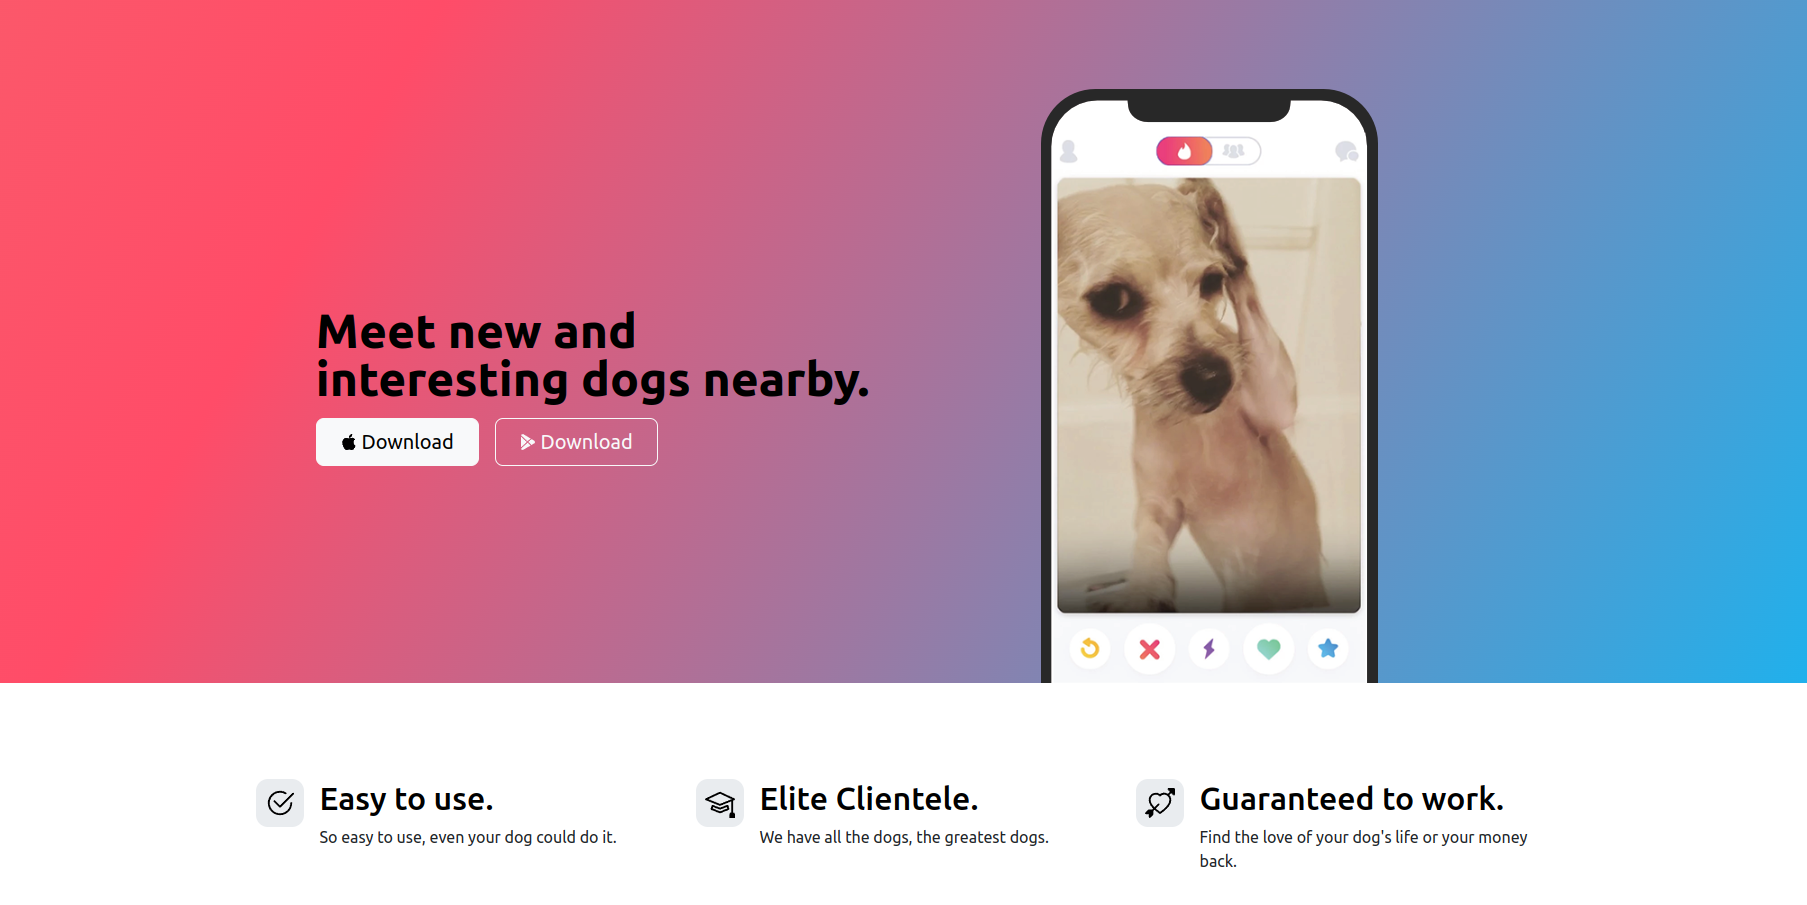 Meet new and
interesting dogs nearby.
Download
Download
Easy to use.
So easy to use, even your dog could do it.
Elite Clientele.
We have all the dogs, the greatest dogs.
Guaranteed to work.
Find the love of your dog's life or your money
back.